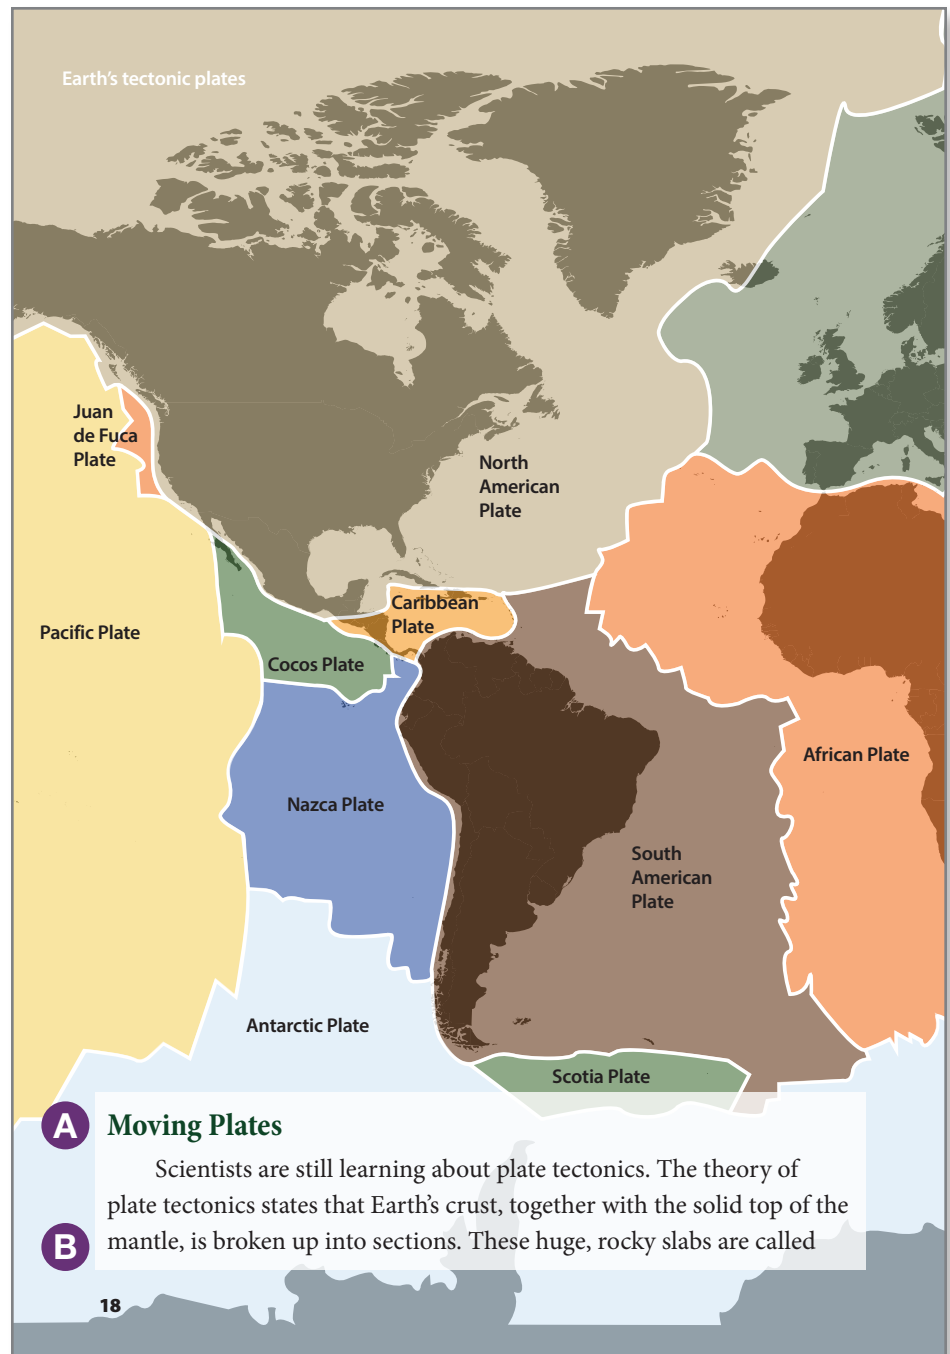 Earth’s tectonic plates
Juan
de Fuca
Plate
North
American
Plate
Caribbean
Plate
Pacific Plate
Cocos Plate
Nazca Plate
African Plate
South
American
Plate
Antarctic Plate
Scotia Plate
A
Moving Plates
Scientists are still learning about plate tectonics. The theory of
plate tectonics states that Earth’s crust, together with the solid top of the
B
mantle, is broken up into sections. These huge, rocky slabs are called
18